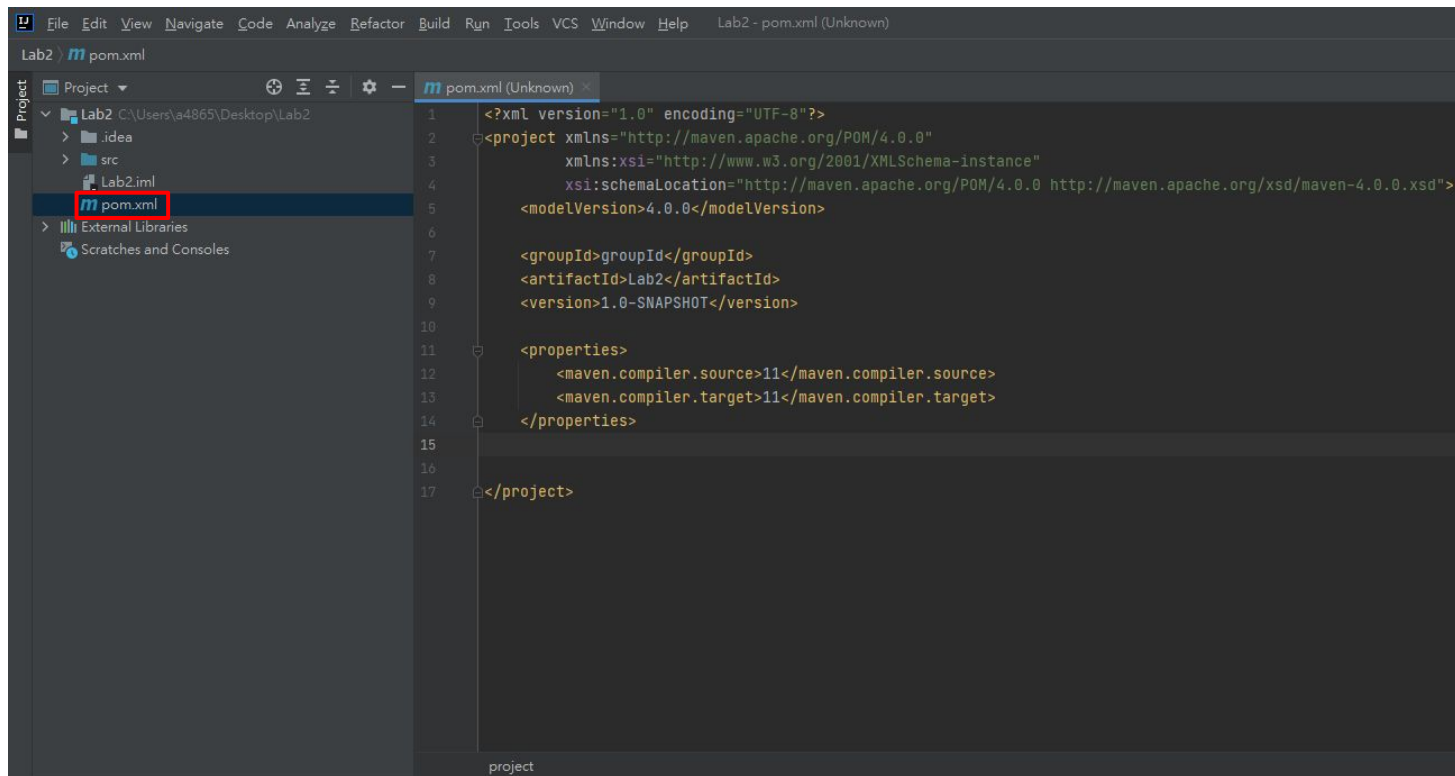 File Edit View Navigate Code Analyze Refactor Build Run Tools VCS Window Help Lab2 - pom.xml (Unknown)
Lab2 pom.xml
Project
Project
pom.xml (Unknown)
Lab2 C:\Users\a4865\Desktop\Lab2
.idea
src
Lab2.iml
pom.xml
External Libraries
Scratches and Consoles
1 <?xml version="1.0" encoding="UTF-8"?>
2 <project xmlns="http://maven.apache.org/POM/4.0.0"
3 xmlns:xsi="http://www.w3.org/2001/XMLSchema-instance"
4 xsi:schemaLocation="http://maven.apache.org/POM/4.0.0 http://maven.apache.org/xsd/maven-4.0.0.xsd">
5 <modelVersion>4.0.0</modelVersion>
6
7 <groupId>groupId</groupId>
8 <artifactId>Lab2</artifactId>
9 <version>1.0-SNAPSHOT</version>
10
11 <properties>
12 <maven.compiler.source>11</maven.compiler.source>
13 <maven.compiler.target>11</maven.compiler.target>
14 </properties>
15
16
17 </project>
project